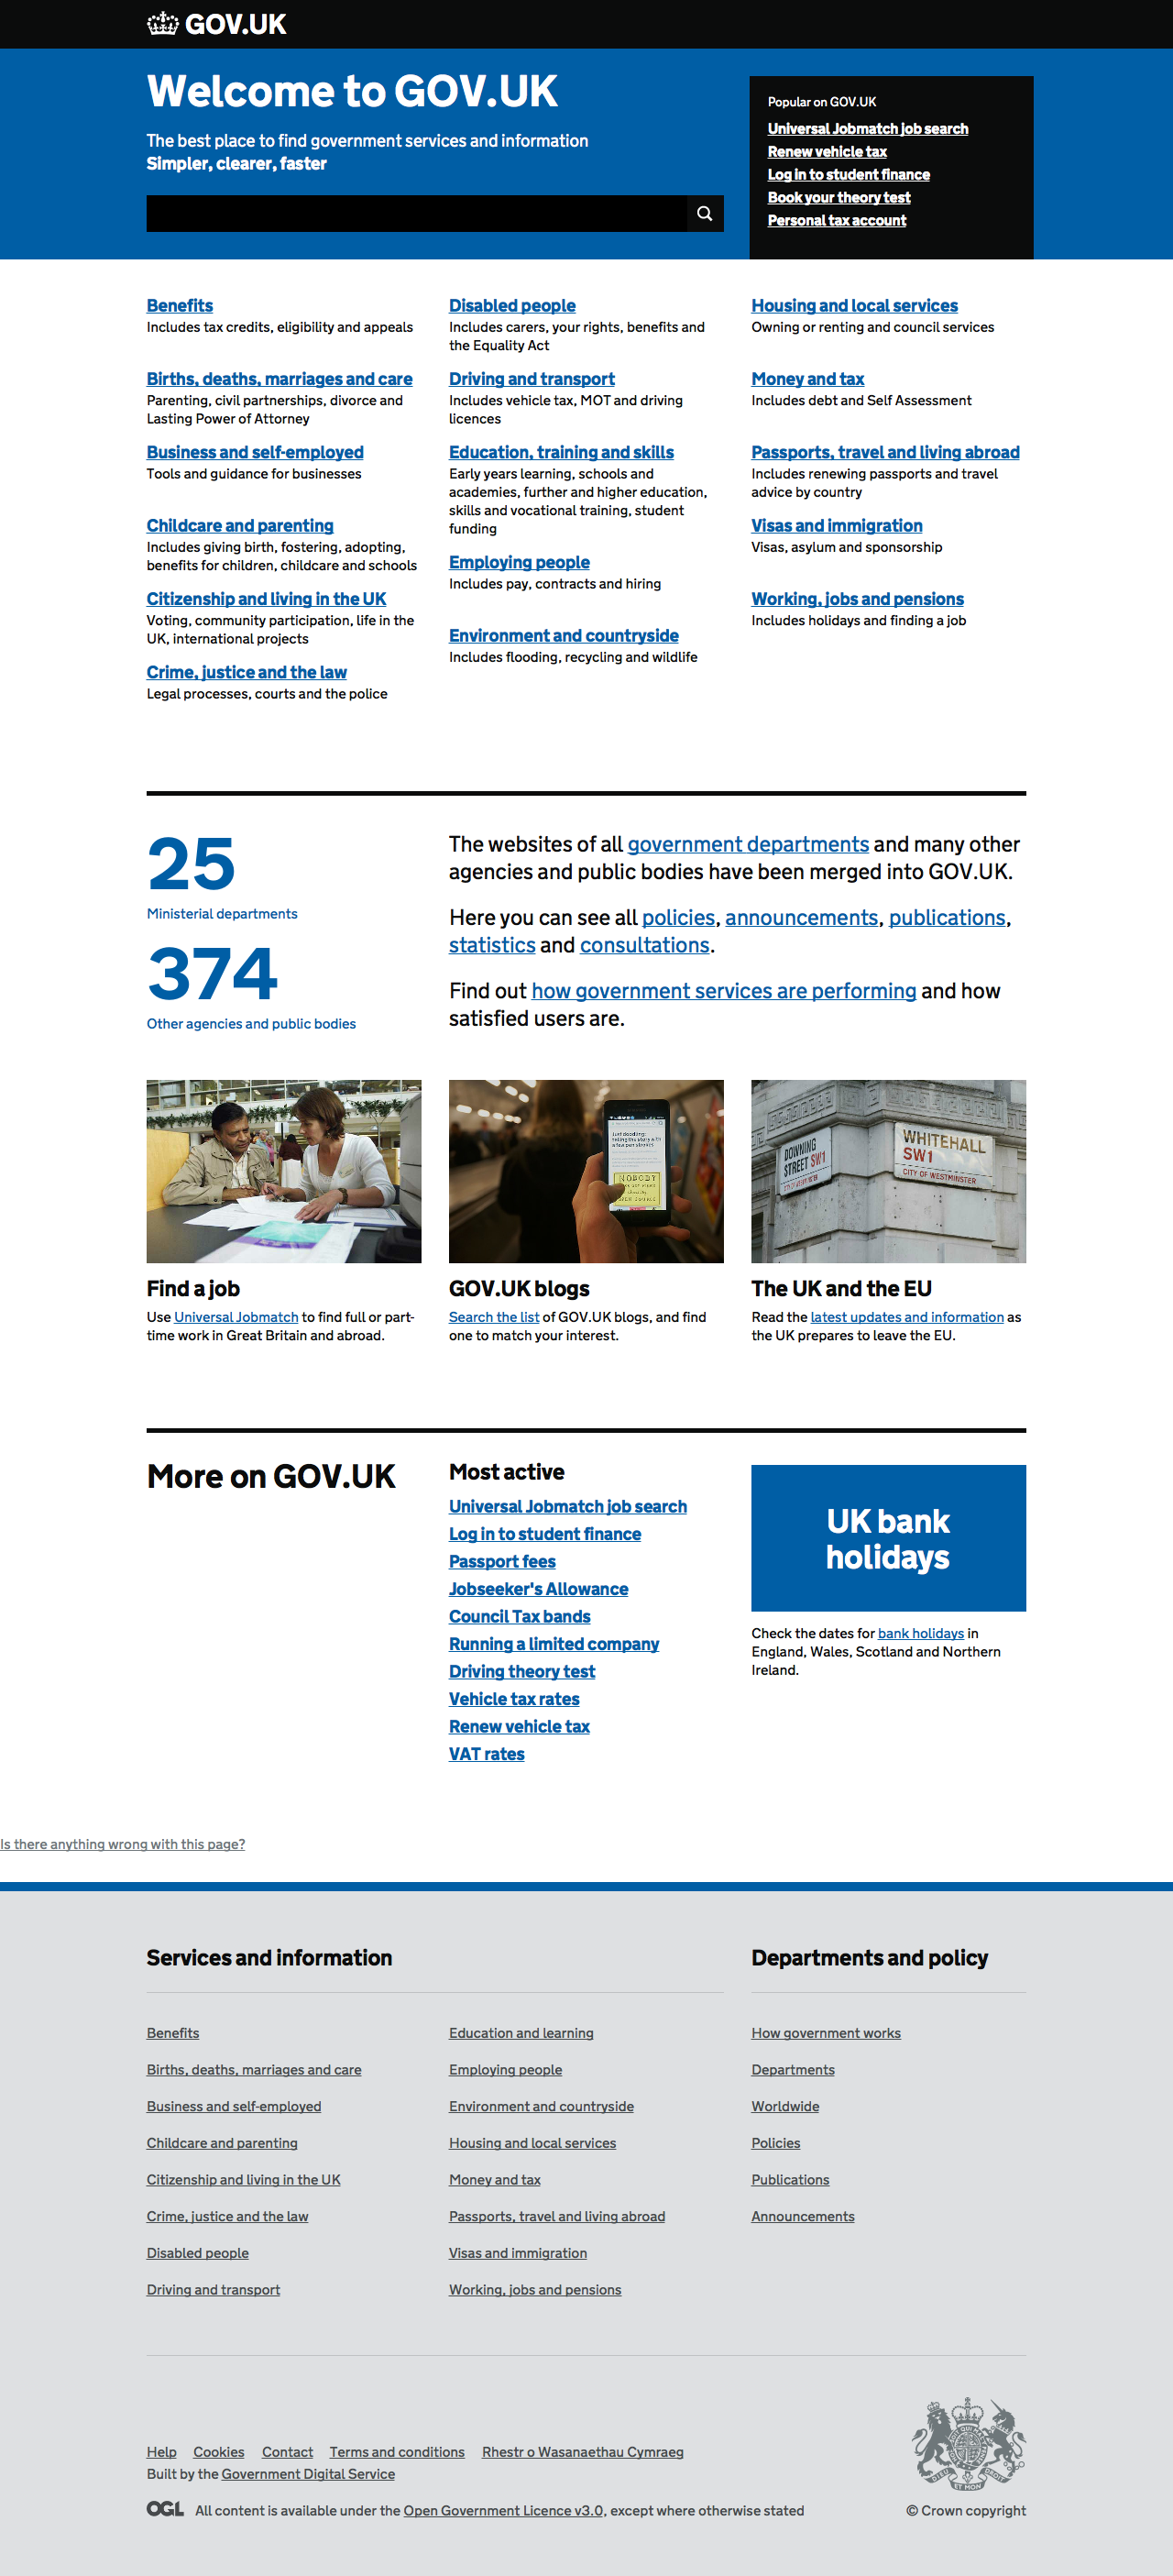 GOV.UK
Welcome to GOV.UK
The best place to find government services and information
Simpler, clearer, faster
Popular on GOV.UK
Universal Jobmatch job search
Renew vehicle tax
Log in to student finance
Book your theory test
Personal tax account
Benefits
Includes tax credits, eligibility and appeals
Births, deaths, marriages and care
Parenting, civil partnerships, divorce and
Lasting Power of Attorney
Business and self-employed
Tools and guidance for businesses
Childcare and parenting
Includes giving birth, fostering, adopting,
benefits for children, childcare and schools
Citizenship and living in the UK
Voting, community participation, life in the
UK, international projects
Crime, justice and the law
Legal processes, courts and the police
Disabled people
Includes carers, your rights, benefits and
the Equality Act
Driving and transport
Includes vehicle tax, MOT and driving
licences
Education, training and skills
Early years learning, schools and
academies, further and higher education,
skills and vocational training, student
funding
Employing people
Includes pay, contracts and hiring
Environment and countryside
Includes flooding, recycling and wildlife
Housing and local services
Owning or renting and council services
Money and tax
Includes debt and Self Assessment
Passports, travel and living abroad
Includes renewing passports and travel
advice by country
Visas and immigration
Visas, asylum and sponsorship
Working, jobs and pensions
Includes holidays and finding a job
25
Ministerial departments
374
Other agencies and public bodies
The websites of all government departments and many other
agencies and public bodies have been merged into GOV.UK.
Here you can see all policies, announcements, publications,
statistics and consultations.
Find out how government services are performing and how
satisfied users are.
Just doodling:
telling the story with
a few pen strokes
NOBODY
DOWNING
STREET SW1
WHITEHALL
SW1
CITY OF WESTMINSTER
Find a job
Use Universal Jobmatch to find full or part-
time work in Great Britain and abroad.
GOV.UK blogs
Search the list of GOV.UK blogs, and find
one to match your interest.
The UK and the EU
Read the latest updates and information as
the UK prepares to leave the EU.
More on GOV.UK
Most active
Universal Jobmatch job search
Log in to student finance
Passport fees
Jobseeker's Allowance
Council Tax bands
Running a limited company
Driving theory test
Vehicle tax rates
Renew vehicle tax
VAT rates
UK bank
holidays
Check the dates for bank holidays in
England, Wales, Scotland and Northern
Ireland.
Is there anything wrong with this page?
Services and information
Benefits
Births, deaths, marriages and care
Business and self-employed
Childcare and parenting
Citizenship and living in the UK
Crime, justice and the law
Disabled people
Driving and transport
Education and learning
Employing people
Environment and countryside
Housing and local services
Money and tax
Passports, travel and living abroad
Visas and immigration
Working, jobs and pensions
Departments and policy
How government works
Departments
Worldwide
Policies
Publications
Announcements
Help Cookies Contact Terms and conditions Rhestr o Wasanaethau Cymraeg
Built by the Government Digital Service
OGL All content is available under the Open Government Licence v3.0, except where otherwise stated
DIEU ET MON DROIT
© Crown copyright